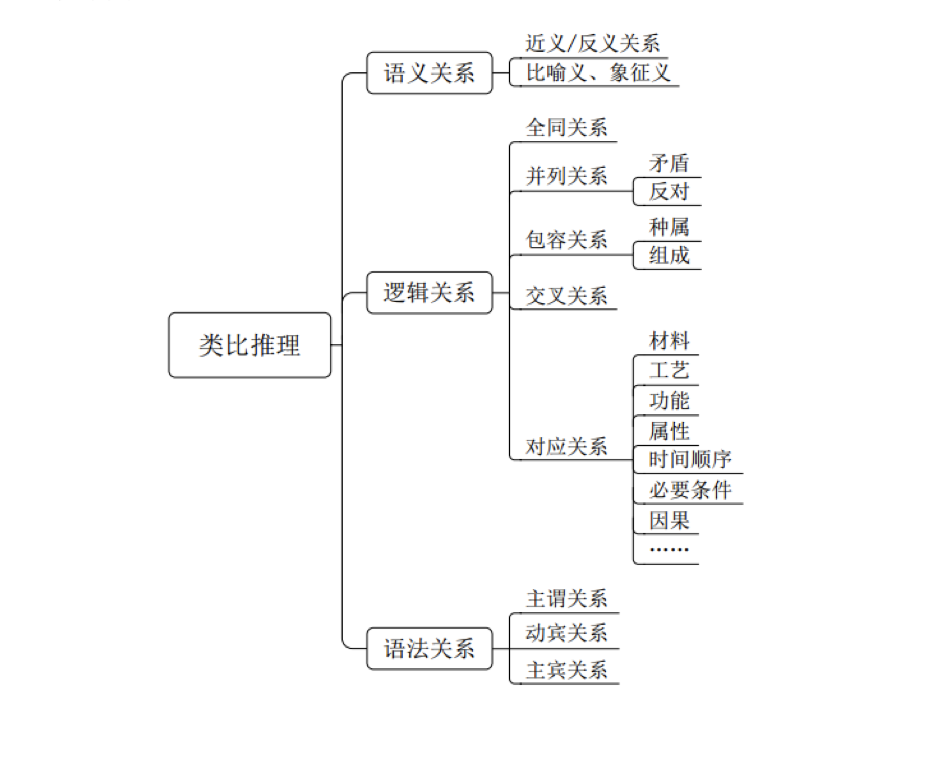 类比推理
语义关系
近义/反义关系
比喻义、象征义
逻辑关系
全同关系
并列关系
矛盾
反对
包容关系
种属
组成
交叉关系
对应关系
材料
工艺
功能
属性
时间顺序
必要条件
因果
……
语法关系
主谓关系
动宾关系
主宾关系